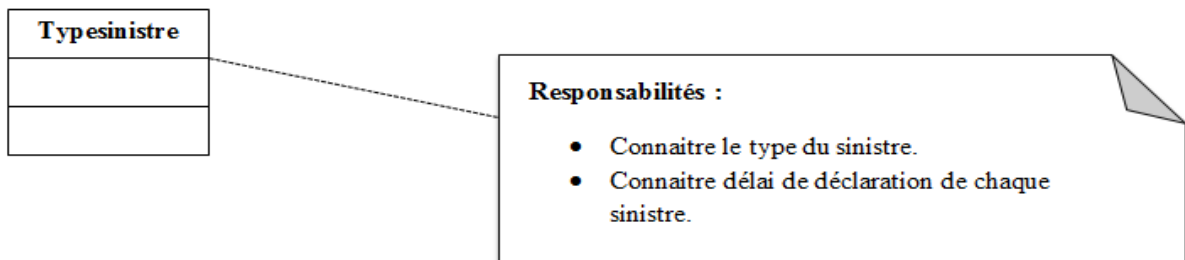 Typesinistre
Responsabilités :
• Connaitre le type du sinistre.
• Connaitre délai de déclaration de chaque
sinistre.